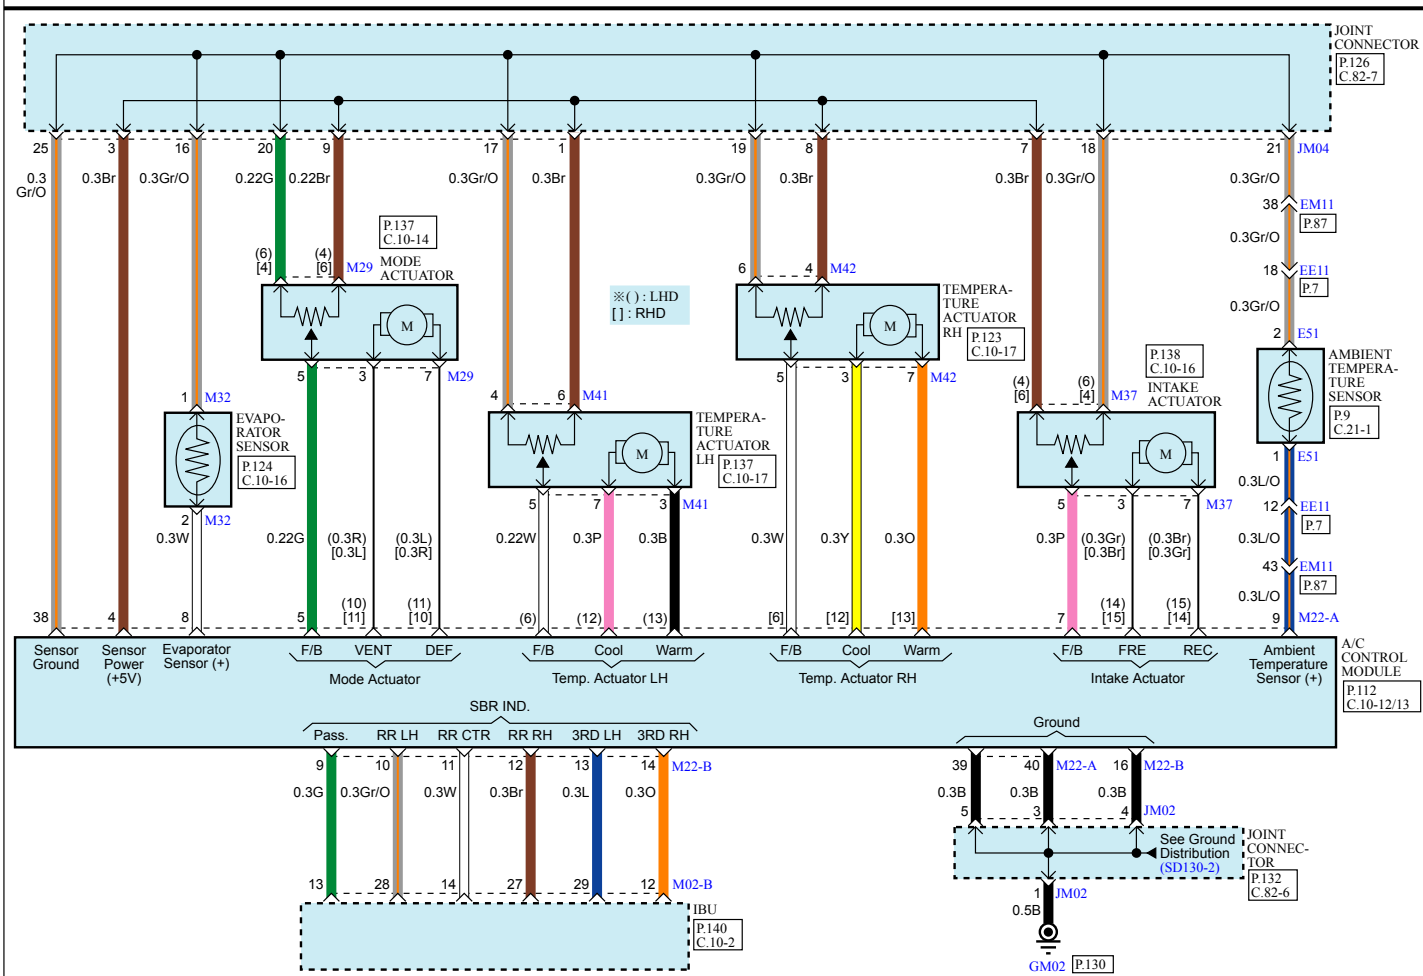 JOINT
CONNECTOR
P.126
C.82-7
25 3 16 20 9 17 1 19 8 7 18 21 JM04
0.3
Gr/O
0.3Br 0.3Gr/O 0.22G 0.22Br 0.3Gr/O 0.3Br 0.3Gr/O 0.3Br 0.3Br 0.3Gr/O 0.3Gr/O
38 EM11
P.87
0.3Gr/O
18 EE11
P.7
0.3Gr/O
2 E51
P.137
C.10-14
MODE
ACTUATOR
(6) (4)
[4] [6] M29
M
5 3 7 M29
※( ) : LHD
[ ] : RHD
6 4 M42
TEMPERA-
TURE
ACTUATOR
RH
P.123
C.10-17
M
5 3 7 M42
P.138
C.10-16
INTAKE
ACTUATOR
(4) (6)
[6] [4] M37
M
5 3 7 M37
AMBIENT
TEMPERA-
TURE
SENSOR
P.9
C.21-1
1 M32
EVAPO-
RATOR
SENSOR
P.124
C.10-16
2 M32
4 6 M41
TEMPERA-
TURE
ACTUATOR
LH
P.137
C.10-17
M
5 7 3 M41
1 E51
0.3L/O
12 EE11
P.7
0.3L/O
43 EM11
P.87
0.3L/O
0.3W 0.22G (0.3R) (0.3L) 0.22W 0.3P 0.3B 0.3W 0.3Y 0.3O 0.3P (0.3Gr) (0.3Br)
[0.3L] [0.3R] [0.3Br] [0.3Gr]
(10) (11) (14) (15)
38 4 8 5 [11] [10] (6) (12) (13) [6] [12] [13] 7 [15] [14] 9 M22-A
Sensor
Ground
Sensor
Power
(+5V)
Evaporator
Sensor (+)
F/B VENT DEF
Mode Actuator
F/B Cool Warm
Temp. Actuator LH
F/B Cool Warm
Temp. Actuator RH
F/B FRE REC
Intake Actuator
Ambient
Temperature
Sensor (+)
A/C
CONTROL
MODULE
P.112
C.10-12/13
SBR IND.
Pass. RR LH RR CTR RR RH 3RD LH 3RD RH
Ground
9 10 11 12 13 14 M22-B
0.3G 0.3Gr/O 0.3W 0.3Br 0.3L 0.3O
13 28 14 27 29 12 M02-B
IBU
P.140
C.10-2
39 40 M22-A 16 M22-B
0.3B 0.3B 0.3B
5 3 4 JM02
See Ground
Distribution
(SD130-2)
JOINT
CONNEC-
TOR
P.132
C.82-6
1 JM02
0.5B
GM02 P.130